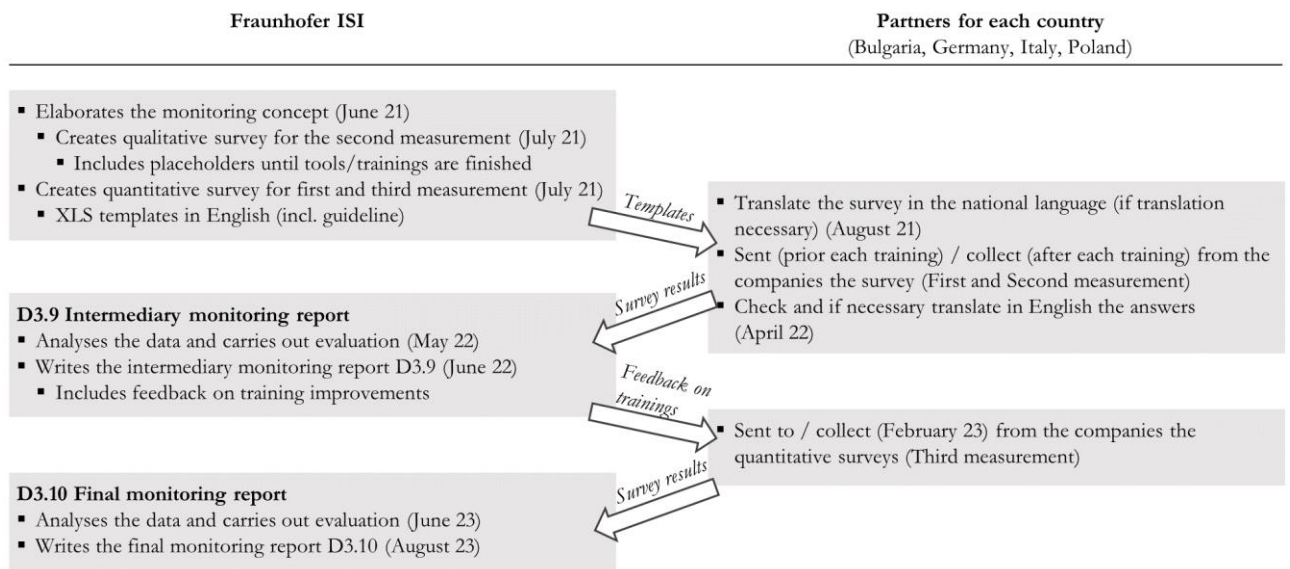 Fraunhofer ISI
Partners for each country
(Bulgaria, Germany, Italy, Poland)
▪ Elaborates the monitoring concept (June 21)
▪ Creates qualitative survey for the second measurement (July 21)
▪ Includes placeholders until tools/trainings are finished
▪ Creates quantitative survey for first and third measurement (July 21)
▪ XLS templates in English (incl. guideline)
Templates
▪ Translate the survey in the national language (if translation
necessary) (August 21)
▪ Sent (prior each training) / collect (after each training) from the
companies the survey (First and Second measurement)
▪ Check and if necessary translate in English the answers
(April 22)
Survey results
D3.9 Intermediary monitoring report
▪ Analyses the data and carries out evaluation (May 22)
▪ Writes the intermediary monitoring report D3.9 (June 22)
▪ Includes feedback on training improvements
Feedback on
trainings
▪ Sent to / collect (February 23) from the companies the
quantitative surveys (Third measurement)
Survey results
D3.10 Final monitoring report
▪ Analyses the data and carries out evaluation (June 23)
▪ Writes the final monitoring report D3.10 (August 23)